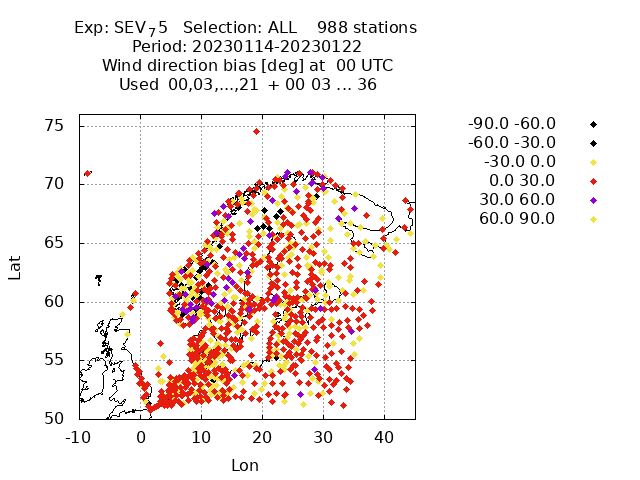 Exp: SEV₇5 Selection: ALL 988 stations
Period: 20230114-20230122
Wind direction bias [deg] at 00 UTC
Used 00,03,...,21 + 00 03 ... 36
-90.0 -60.0
-60.0 -30.0
-30.0 0.0
0.0 30.0
30.0 60.0
60.0 90.0
75
70
65
60
55
50
Lat
-10 0 10 20 30 40
Lon